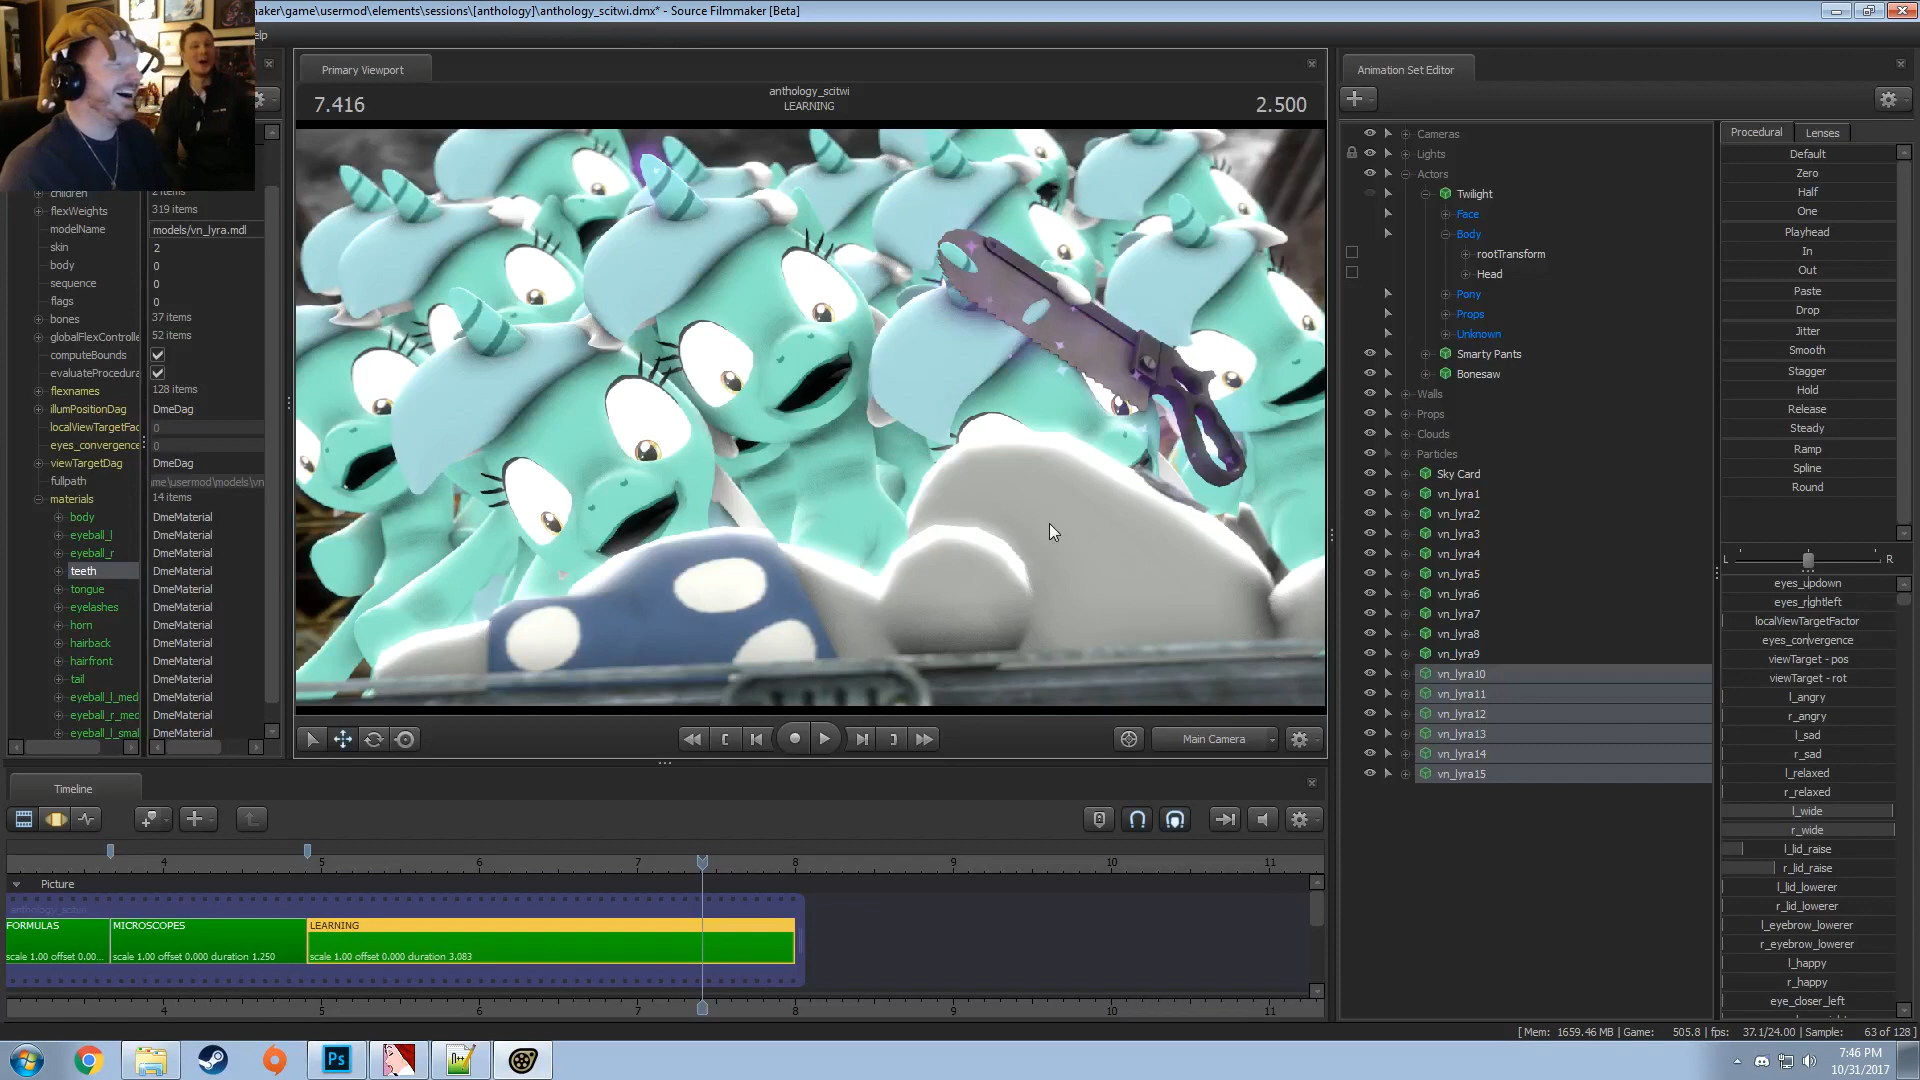 maker\game\usermod\elements\sessions\[anthology]\anthology_scitwi.dmx* - Source Filmmaker [Beta]
elp
Primary Viewport
7.416
anthology_scitwi
LEARNING
2.500
children
2 items
flexWeights
319 items
modelName
models/vn_lyra.mdl
skin
2
body
0
sequence
0
flags
0
bones
37 items
globalFlexControlle
52 items
computeBounds
evaluateProcedura
128 items
flexnames
illumPositionDag
DmeDag
localViewTargetFac
0
eyes_convergence
0
viewTargetDag
DmeDag
fullpath
me\usermod\models\vn
materials
14 items
body
DmeMaterial
eyeball_l
DmeMaterial
eyeball_r
DmeMaterial
teeth
DmeMaterial
tongue
DmeMaterial
eyelashes
DmeMaterial
horn
DmeMaterial
hairback
DmeMaterial
hairfront
DmeMaterial
tail
DmeMaterial
eyeball_l_med
DmeMaterial
eyeball_r_med
DmeMaterial
eyeball_l_smal
DmeMaterial
Main Camera
Animation Set Editor
Cameras
Lights
Actors
Twilight
Face
Body
rootTransform
Head
Pony
Props
Unknown
Smarty Pants
Bonesaw
Walls
Props
Clouds
Particles
Sky Card
vn_lyra1
vn_lyra2
vn_lyra3
vn_lyra4
vn_lyra5
vn_lyra6
vn_lyra7
vn_lyra8
vn_lyra9
vn_lyra10
vn_lyra11
vn_lyra12
vn_lyra13
vn_lyra14
vn_lyra15
Procedural
Lenses
Default
Zero
Half
One
Playhead
In
Out
Paste
Drop
Jitter
Smooth
Stagger
Hold
Release
Steady
Ramp
Spline
Round
L
R
eyes_updown
eyes_rightleft
localViewTargetFactor
eyes_convergence
viewTarget - pos
viewTarget - rot
l_angry
r_angry
l_sad
r_sad
l_relaxed
r_relaxed
l_wide
r_wide
l_lid_raise
r_lid_raise
l_lid_lowerer
r_lid_lowerer
l_eyebrow_lowerer
r_eyebrow_lowerer
l_happy
r_happy
eye_closer_left
Timeline
4 5 6 7 8 9 10 11
Picture
anthology_scitwi
FORMULAS
MICROSCOPES
LEARNING
scale 1.00 offset 0.00...
scale 1.00 offset 0.000 duration 1.250
scale 1.00 offset 0.000 duration 3.083
4 5 6 7 8 9 10 11
[ Mem: 1659.46 MB | Game: 505.8 | fps: 37.1/24.00 | Sample: 63 of 128 ]
Ps
7:46 PM
10/31/2017